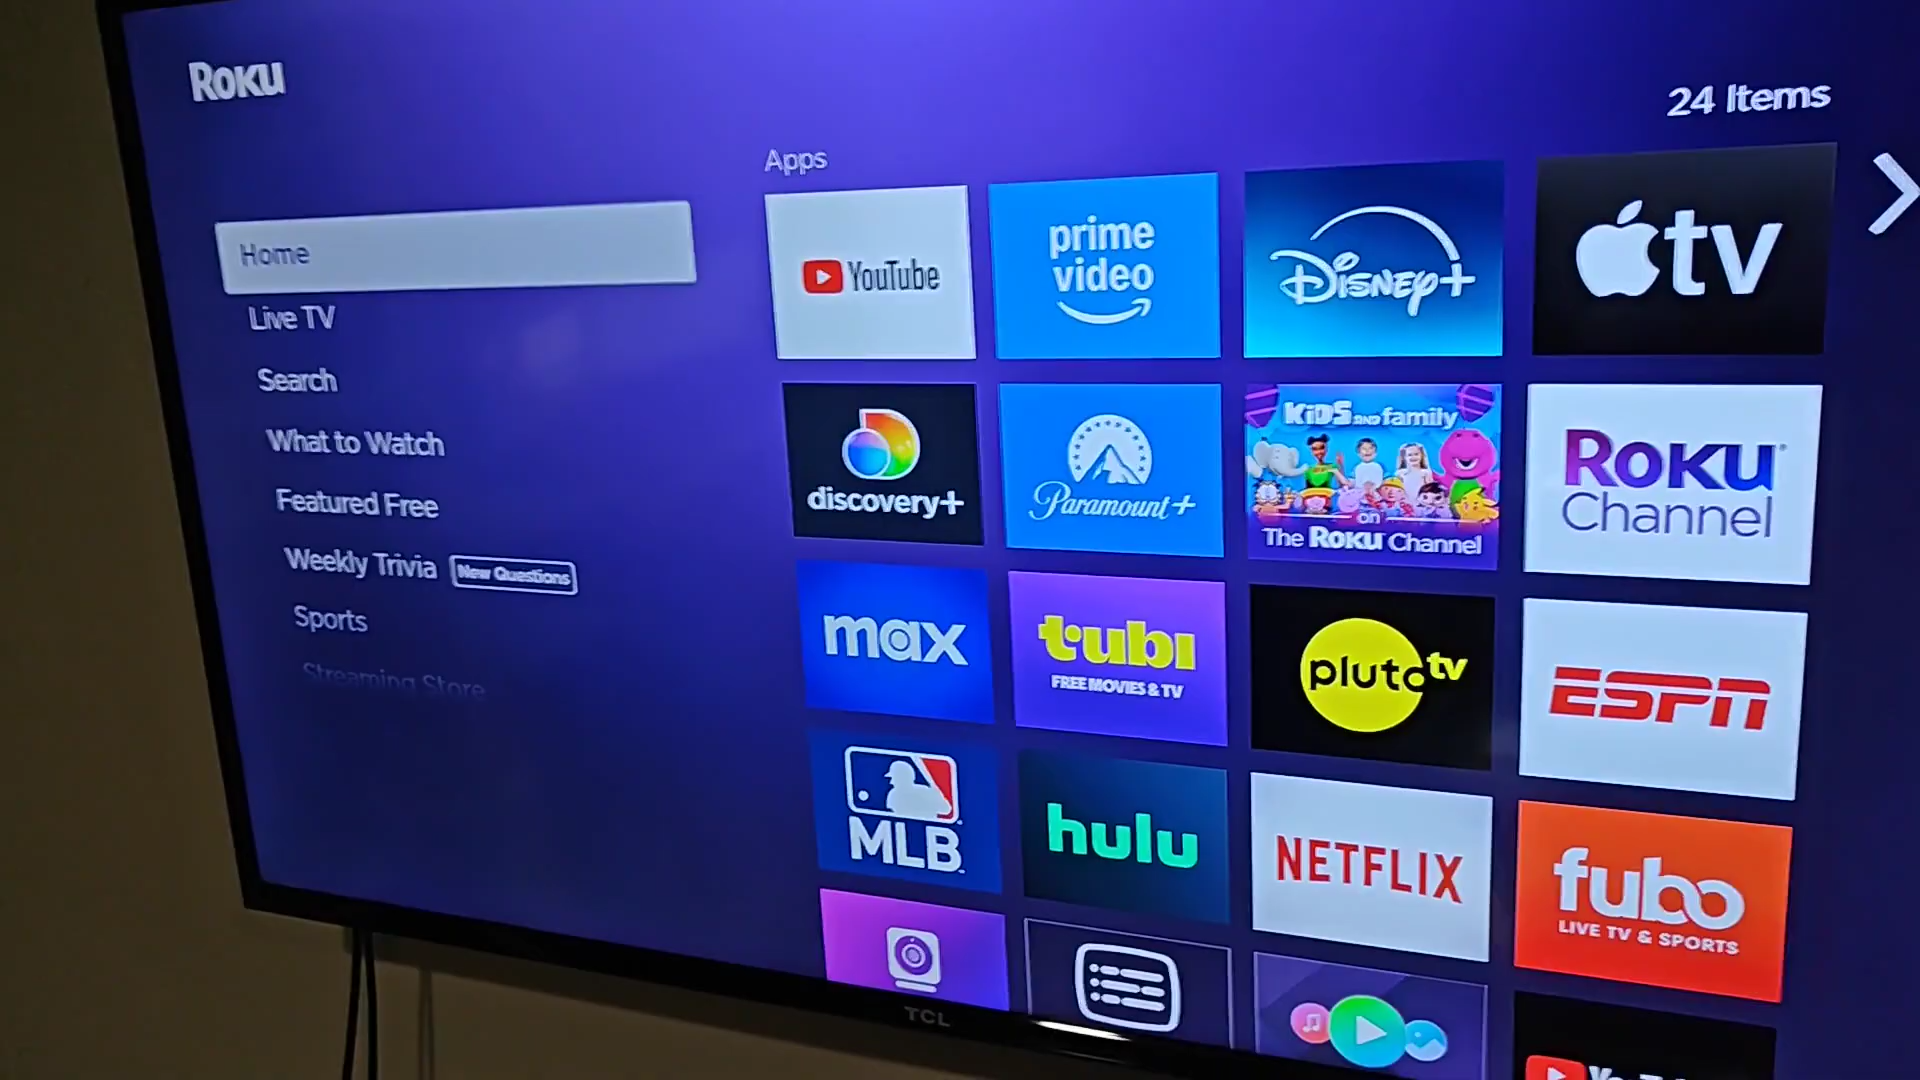 Roku
24 Items
Apps
Home
Live TV
Search
What to Watch
Featured Free
Weekly Trivia New Questions
Sports
Streaming Store
YouTube
prime
video
Disney+
tv
discovery+
Paramount+
KiDS AND family
on
The Roku Channel
Roku
Channel
max
tubi
FREE MOVIES & TV
pluto tv
ESPN
MLB
hulu
NETFLIX
fubo
LIVE TV & SPORTS
TCL